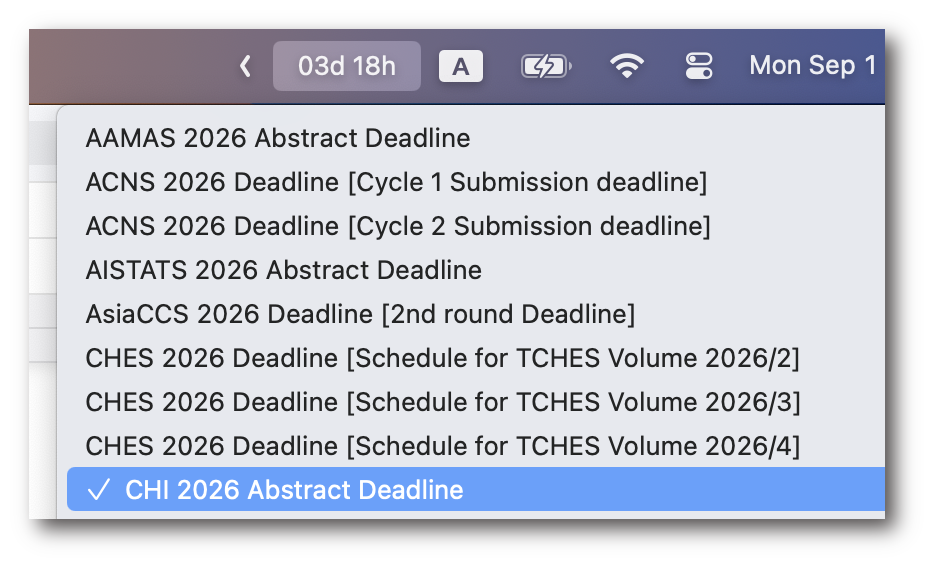 03d 18h A Mon Sep 1
AAMAS 2026 Abstract Deadline
ACNS 2026 Deadline [Cycle 1 Submission deadline]
ACNS 2026 Deadline [Cycle 2 Submission deadline]
AISTATS 2026 Abstract Deadline
AsiaCCS 2026 Deadline [2nd round Deadline]
CHES 2026 Deadline [Schedule for TCHES Volume 2026/2]
CHES 2026 Deadline [Schedule for TCHES Volume 2026/3]
CHES 2026 Deadline [Schedule for TCHES Volume 2026/4]
✓ CHI 2026 Abstract Deadline